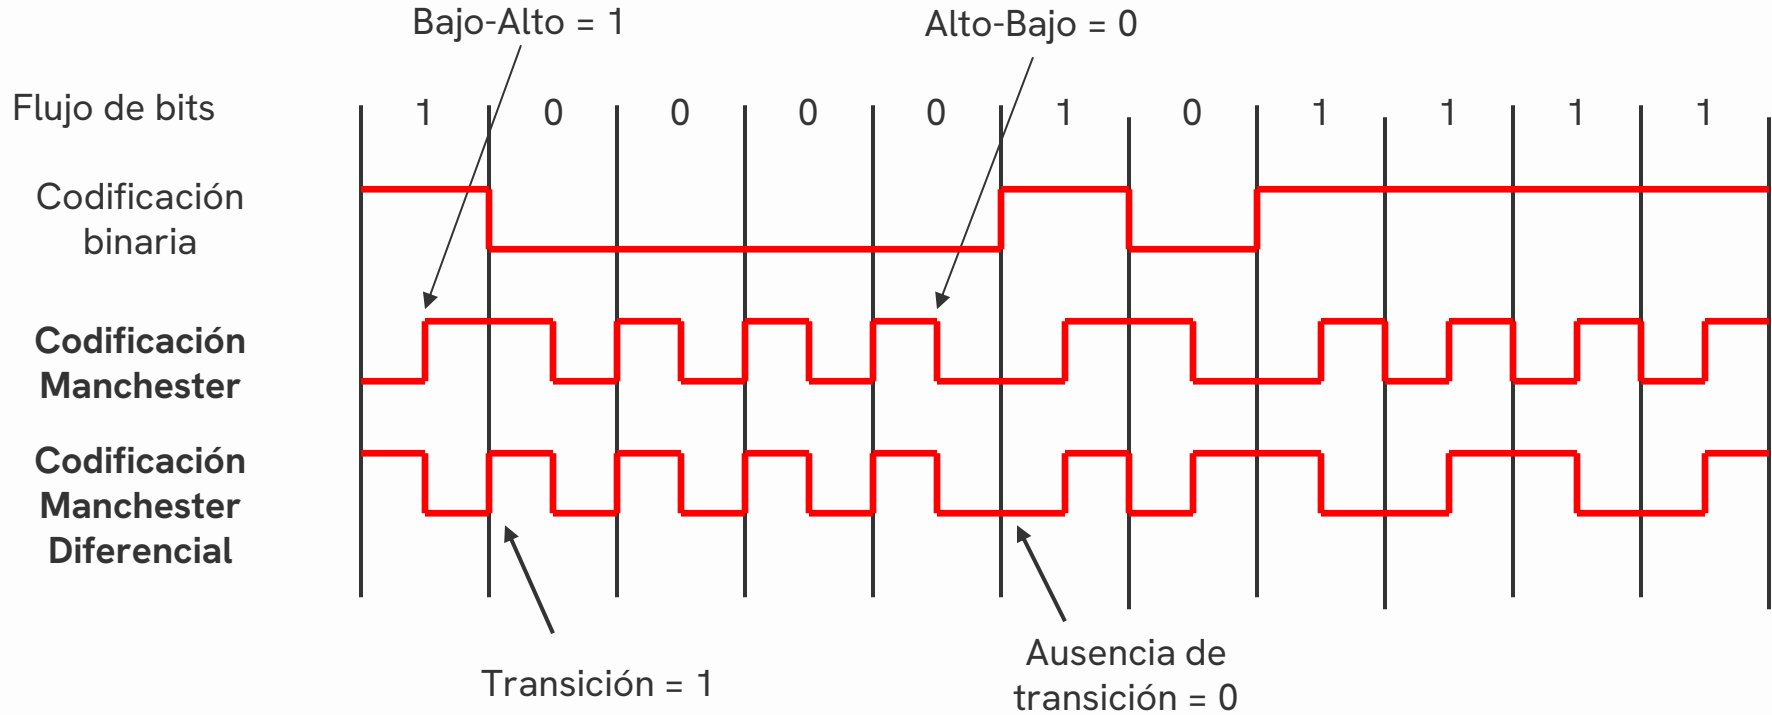 Bajo-Alto = 1
Alto-Bajo = 0
Flujo de bits
1 0 0 0 0 1 0 1 1 1 1
Codificación
binaria
Codificación
Manchester
Codificación
Manchester
Diferencial
Transición = 1
Ausencia de
transición = 0